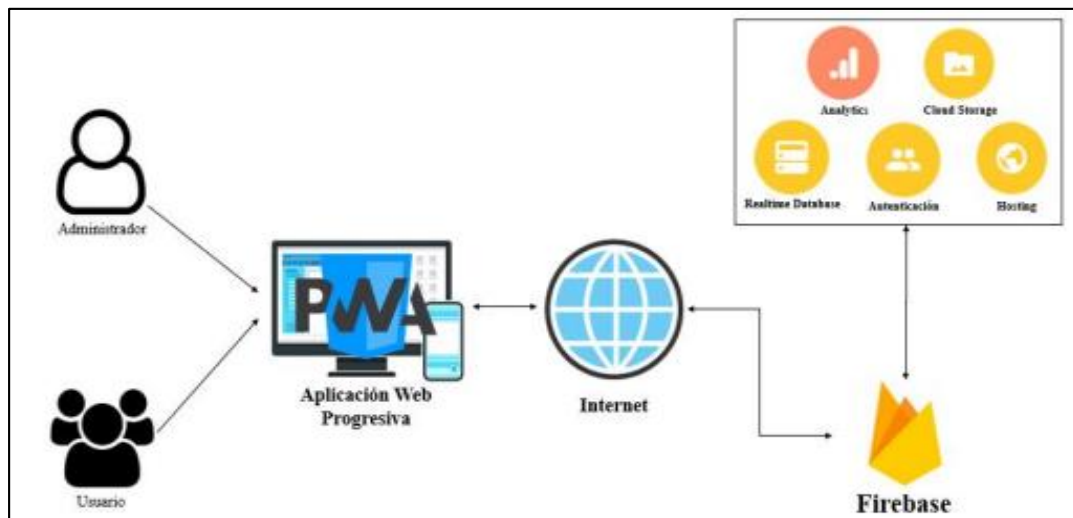 Analytics
Cloud Storage
Realtime Database
Autenticación
Hosting
Administrador
PWA
Aplicación Web
Progresiva
Internet
Usuario
Firebase